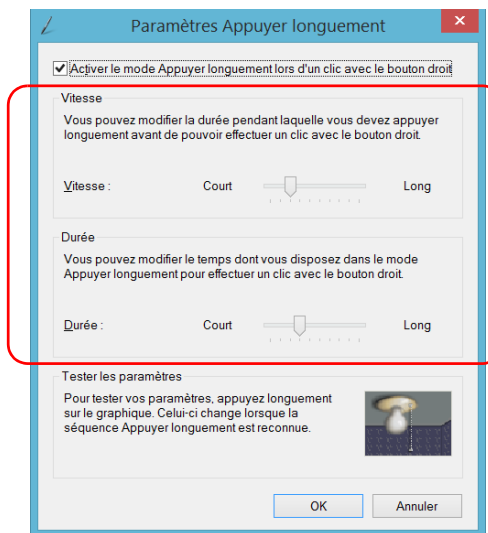 Paramètres Appuyer longuement
Activer le mode Appuyer longuement lors d'un clic avec le bouton droit
Vitesse
Vous pouvez modifier la durée pendant laquelle vous devez appuyer
longuement avant de pouvoir effectuer un clic avec le bouton droit.
Vitesse : Court Long
Durée
Vous pouvez modifier le temps dont vous disposez dans le mode
Appuyer longuement pour effectuer un clic avec le bouton droit.
Durée : Court Long
Tester les paramètres
Pour tester vos paramètres, appuyez longuement
sur le graphique. Celui-ci change lorsque la
séquence Appuyer longuement est reconnue.
OK Annuler